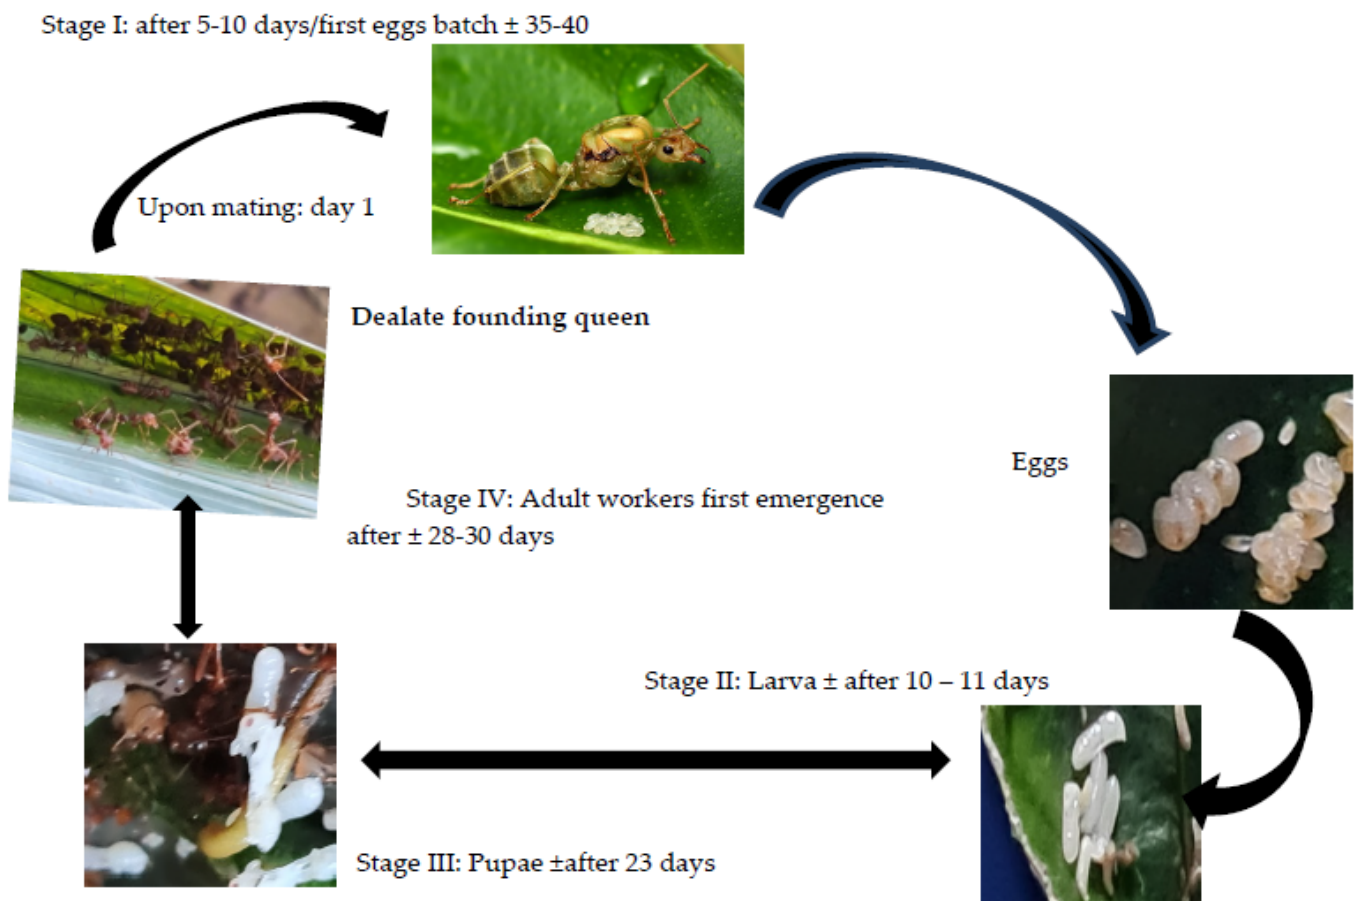 Stage I: after 5-10 days/first eggs batch ± 35-40
Upon mating: day 1
Dealate founding queen
Eggs
Stage IV: Adult workers first emergence
after ± 28-30 days
Stage II: Larva ± after 10 – 11 days
Stage III: Pupae ±after 23 days